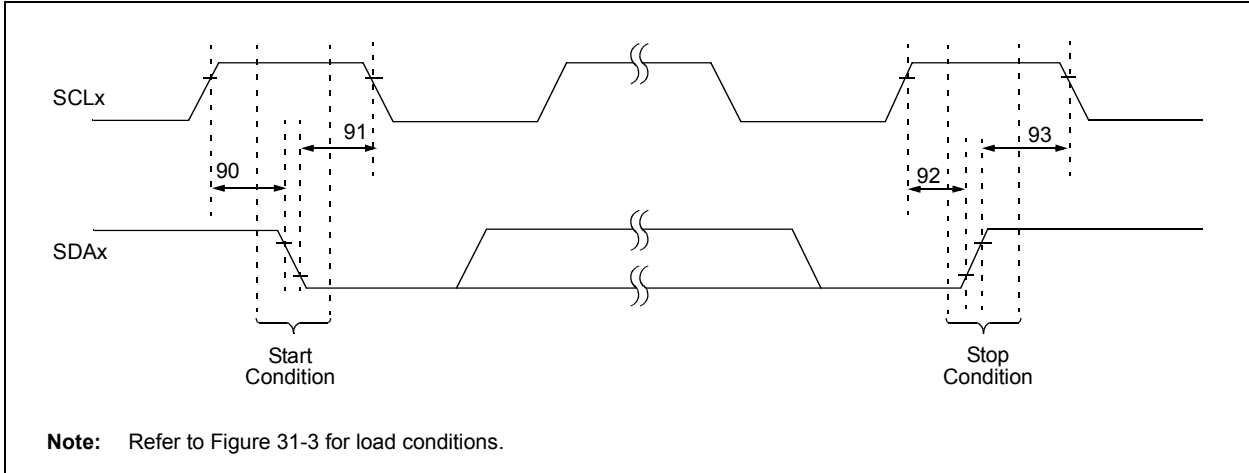 SCLx
91
93
90
92
SDAx
Start
Condition
Stop
Condition
Note: Refer to Figure 31-3 for load conditions.